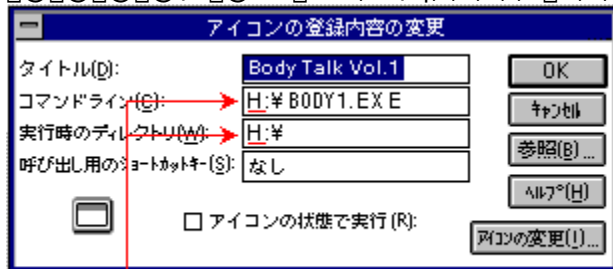 アイコンの登録内容の変更
タイトル(D): Body Talk Vol.1 OK
コマンドライン(C): H:¥BODY1.EXE キャンセル
実行時のディレクトリ(W): H:¥ 参照(B)...
呼び出し用のショートカットキー(S): なし ヘルプ(H)
アイコンの状態で実行(R): アイコンの変更(I)...